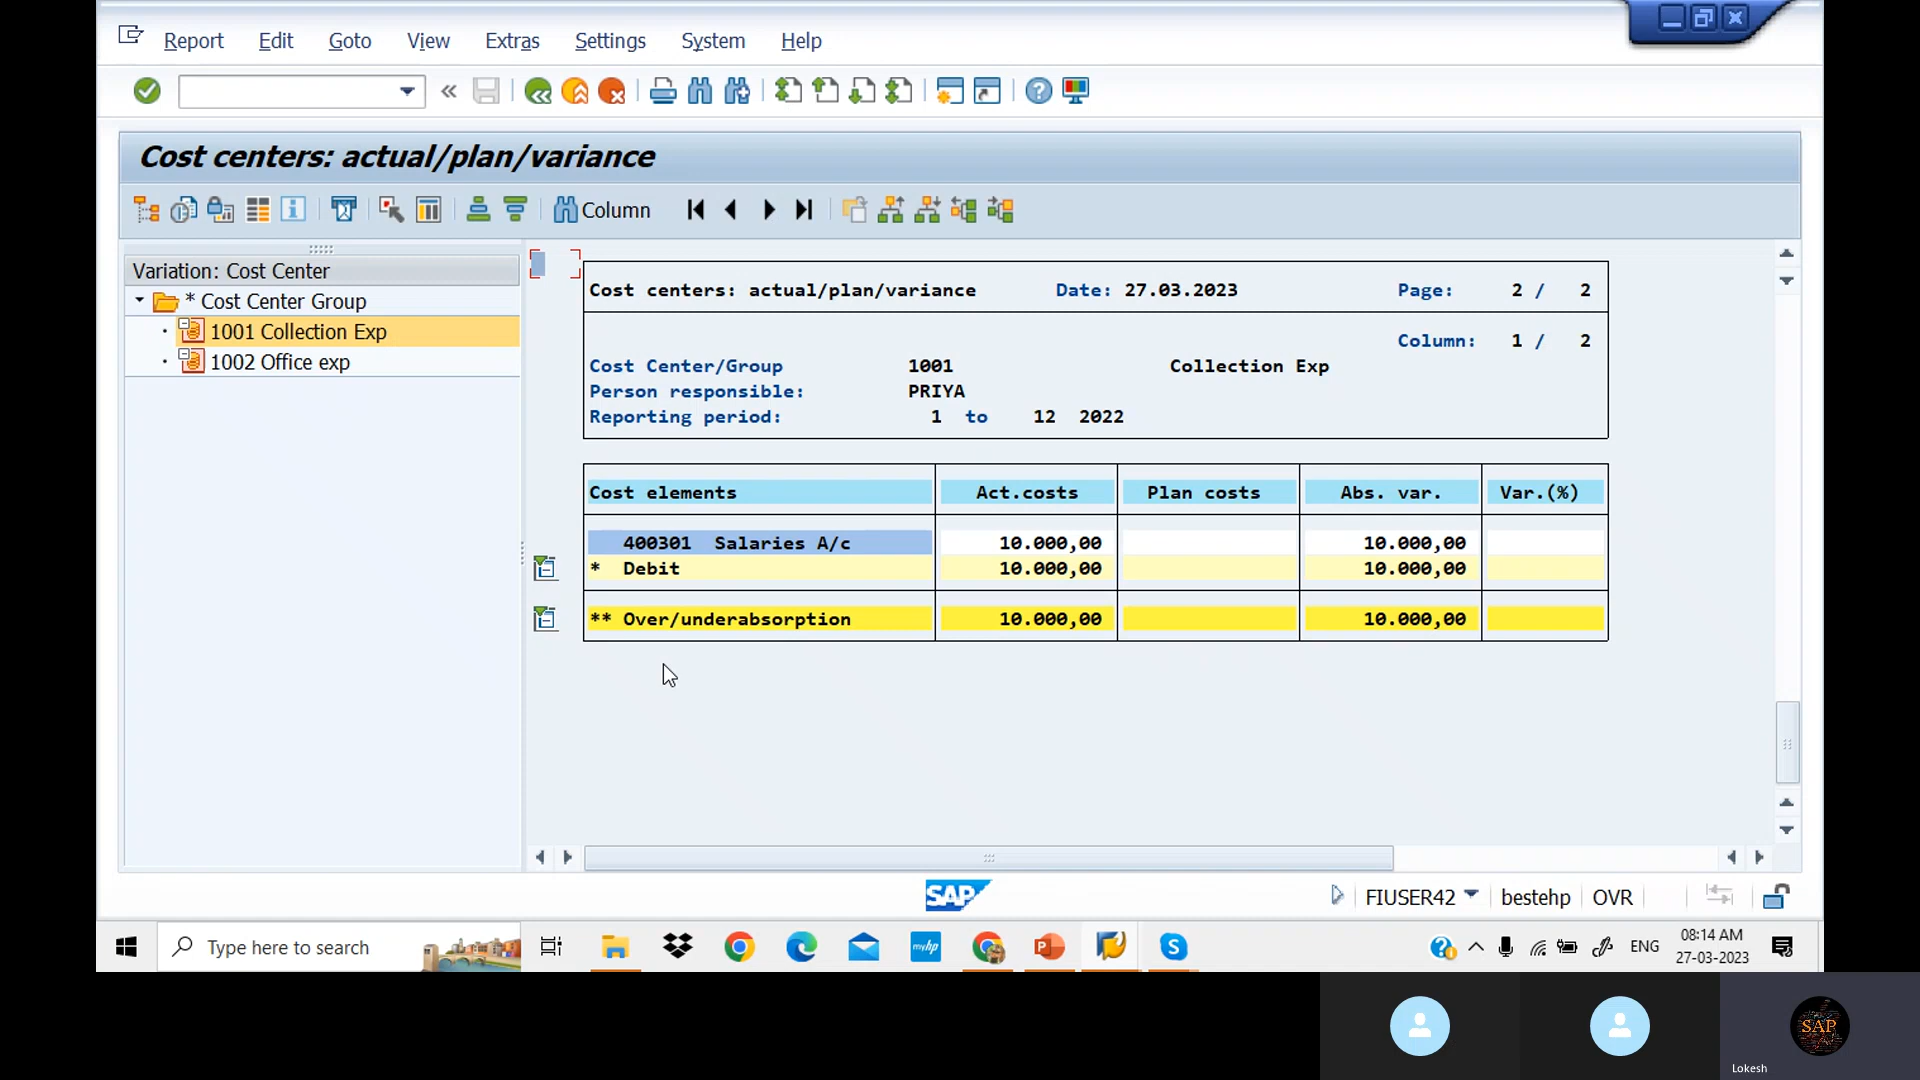 Report Edit Goto View Extras Settings System Help
Cost centers: actual/plan/variance
Column
Variation: Cost Center
* Cost Center Group
1001 Collection Exp
1002 Office exp
Cost centers: actual/plan/variance Date: 27.03.2023 Page: 2 / 2
Column: 1 / 2
Cost Center/Group 1001 Collection Exp
Person responsible: PRIYA
Reporting period: 1 to 12 2022
Cost elements Act.costs Plan costs Abs. var. Var.(%)
400301 Salaries A/c 10.000,00 10.000,00
* Debit 10.000,00 10.000,00
** Over/underabsorption 10.000,00 10.000,00
SAP
FIUSER42 bestehp OVR
Type here to search
myhp
ENG
08:14 AM
27-03-2023
SAP
Lokesh